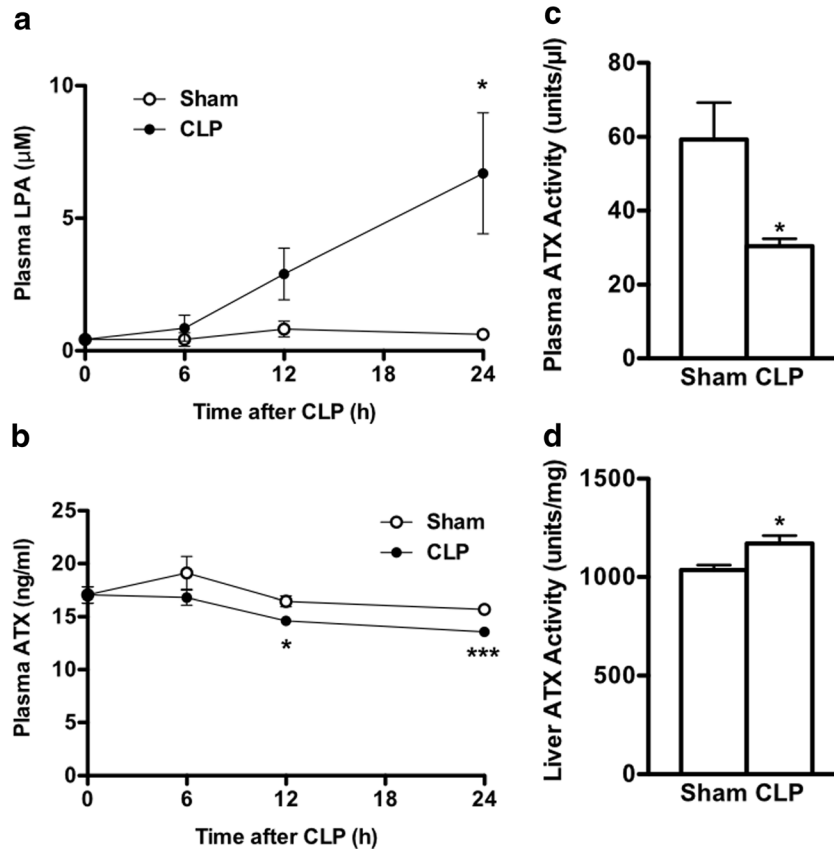 a
Plasma LPA (μM)
10
5
0
Sham
CLP
*
0 6 12 18 24
Time after CLP (h)
b
Plasma ATX (ng/ml)
25
20
15
10
5
0
Sham
CLP
*
***
0 6 12 18 24
Time after CLP (h)
c
Plasma ATX Activity (units/μl)
80
60
40
20
0
*
Sham CLP
d
Liver ATX Activity (units/mg)
1500
1000
500
0
*
Sham CLP